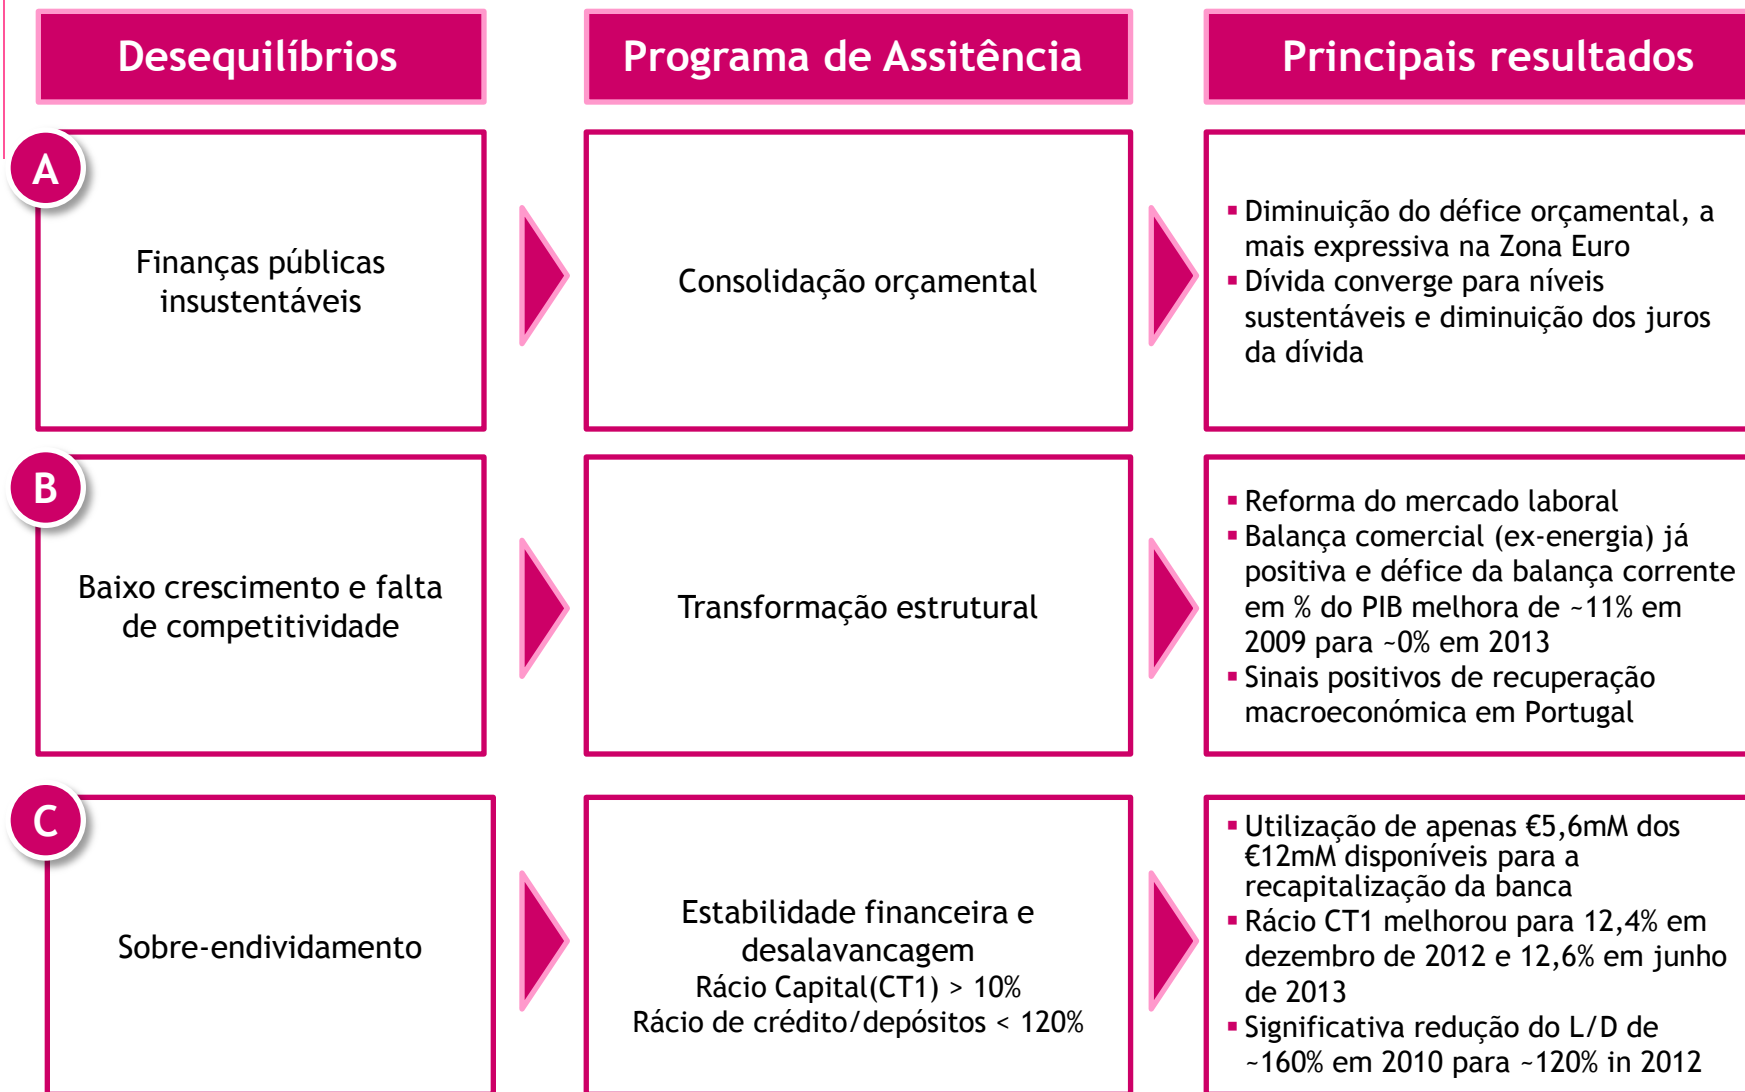 Desequilíbrios
Programa de Assitência
Principais resultados
A
Finanças públicas
insustentáveis
Consolidação orçamental
▪ Diminuição do défice orçamental, a
mais expressiva na Zona Euro
▪ Dívida converge para níveis
sustentáveis e diminuição dos juros
da dívida
B
Baixo crescimento e falta
de competitividade
Transformação estrutural
▪ Reforma do mercado laboral
▪ Balança comercial (ex-energia) já
positiva e défice da balança corrente
em % do PIB melhora de ~11% em
2009 para ~0% em 2013
▪ Sinais positivos de recuperação
macroeconómica em Portugal
C
Sobre-endividamento
Estabilidade financeira e
desalavancagem
Rácio Capital(CT1) > 10%
Rácio de crédito/depósitos < 120%
▪ Utilização de apenas €5,6mM dos
€12mM disponíveis para a
recapitalização da banca
▪ Rácio CT1 melhorou para 12,4% em
dezembro de 2012 e 12,6% em junho
de 2013
▪ Significativa redução do L/D de
~160% em 2010 para ~120% in 2012